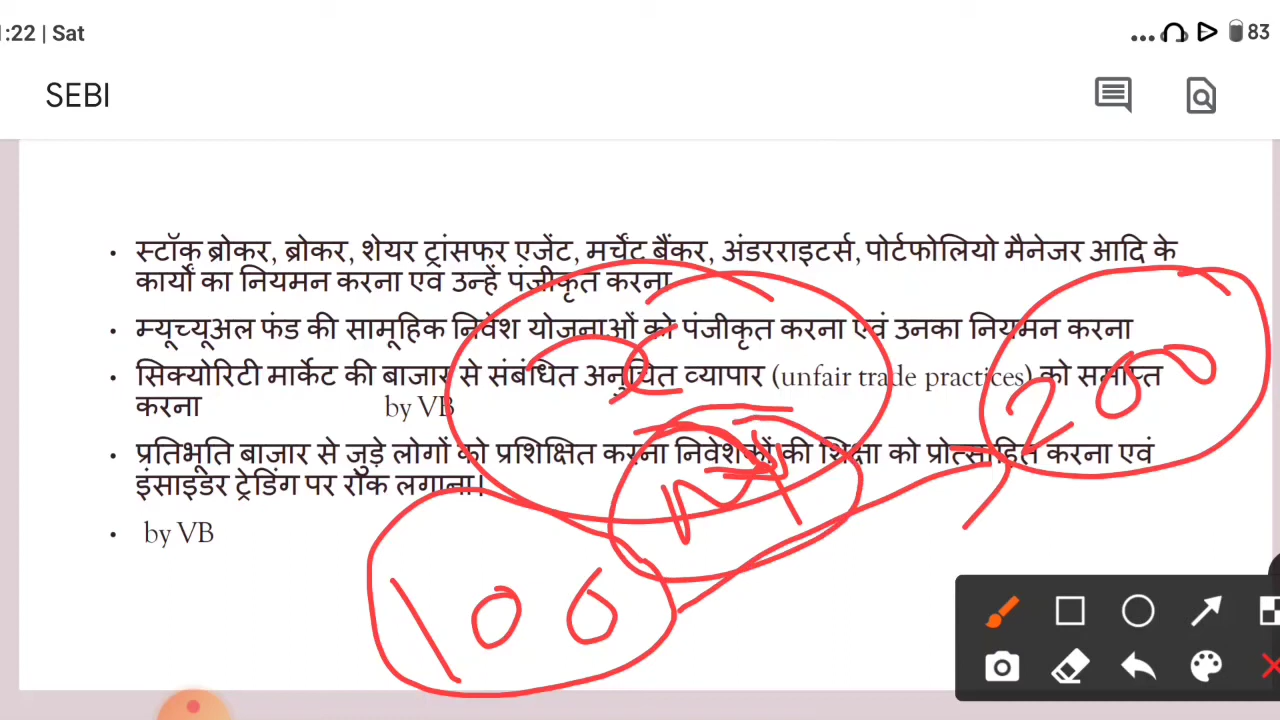 1:22 | Sat
83
SEBI
• स्टॉक ब्रोकर, ब्रोकर, शेयर ट्रांसफर एजेंट, मर्चेंट बैंकर, अंडरराइटर्स, पोर्टफोलियो मैनेजर आदि के
कार्यों का नियमन करना एवं उन्हें पंजीकृत करना
• म्यूच्यूअल फंड की सामूहिक निवेश योजनाओं को पंजीकृत करना एवं उनका नियमन करना
• सिक्योरिटी मार्केट की बाजार से संबंधित अनुचित व्यापार (unfair trade practices) को समाप्त
करना by VB
• प्रतिभूति बाजार से जुड़े लोगों को प्रशिक्षित करना निवेशकों की शिक्षा को प्रोत्साहित करना एवं
इंसाइडर ट्रेडिंग पर रोक लगाना।
• by VB
200
100